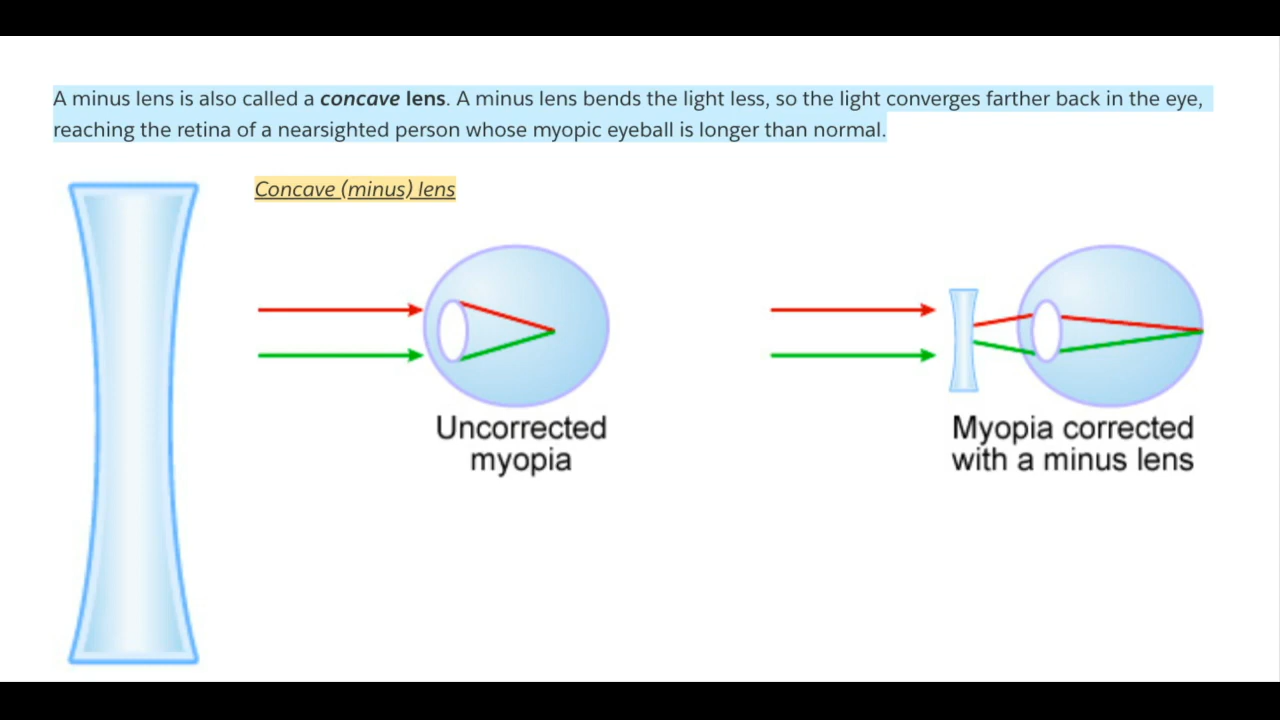 A minus lens is also called a concave lens. A minus lens bends the light less, so the light converges farther back in the eye,
reaching the retina of a nearsighted person whose myopic eyeball is longer than normal.
Concave (minus) lens
Uncorrected
myopia
Myopia corrected
with a minus lens